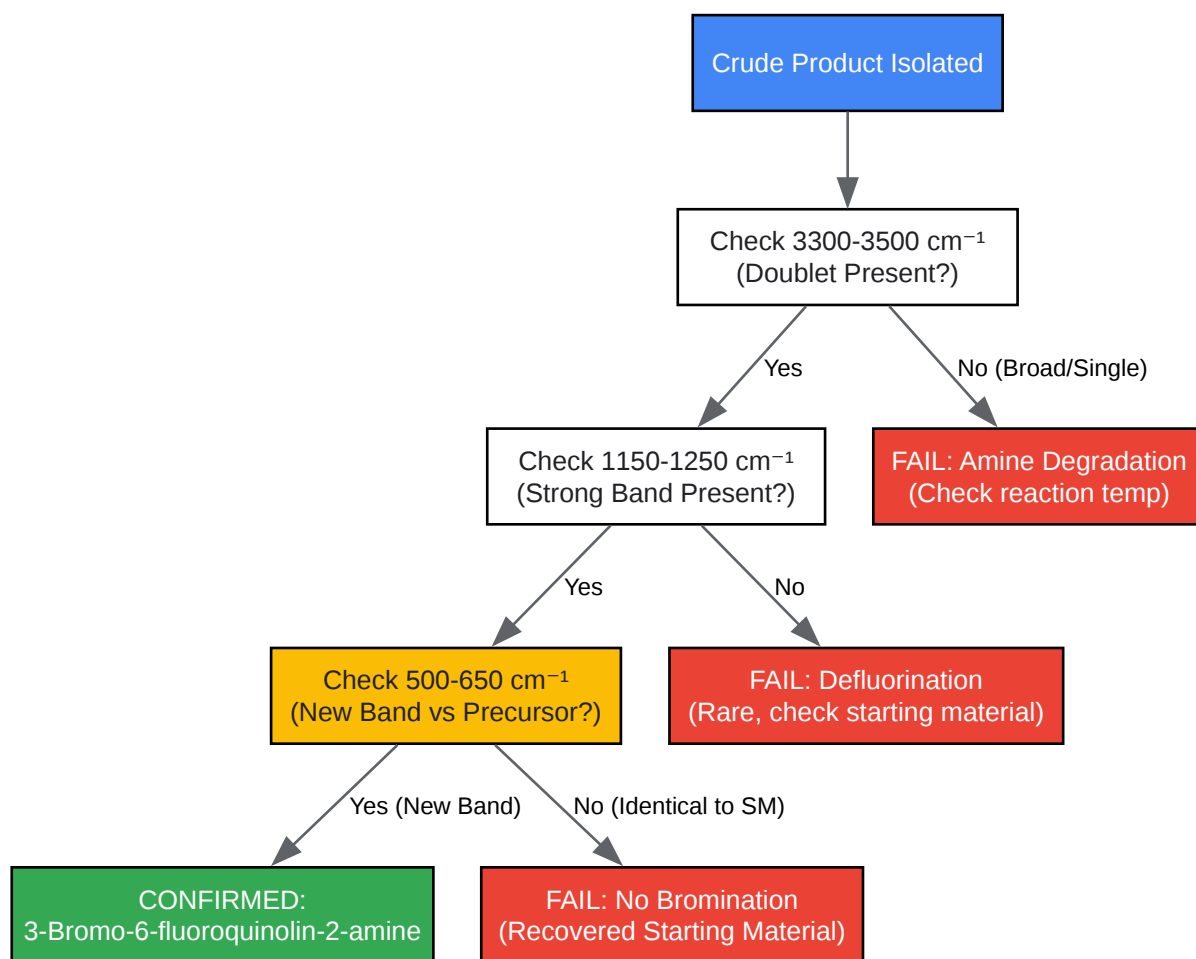 Crude Product Isolated
Check 3300-3500 cm⁻¹
(Doublet Present?)
Yes
No (Broad/Single)
Check 1150-1250 cm⁻¹
(Strong Band Present?)
FAIL: Amine Degradation
(Check reaction temp)
Yes
No
Check 500-650 cm⁻¹
(New Band vs Precursor?)
FAIL: Defluorination
(Rare, check starting material)
Yes (New Band)
No (Identical to SM)
CONFIRMED:
3-Bromo-6-fluoroquinolin-2-amine
FAIL: No Bromination
(Recovered Starting Material)